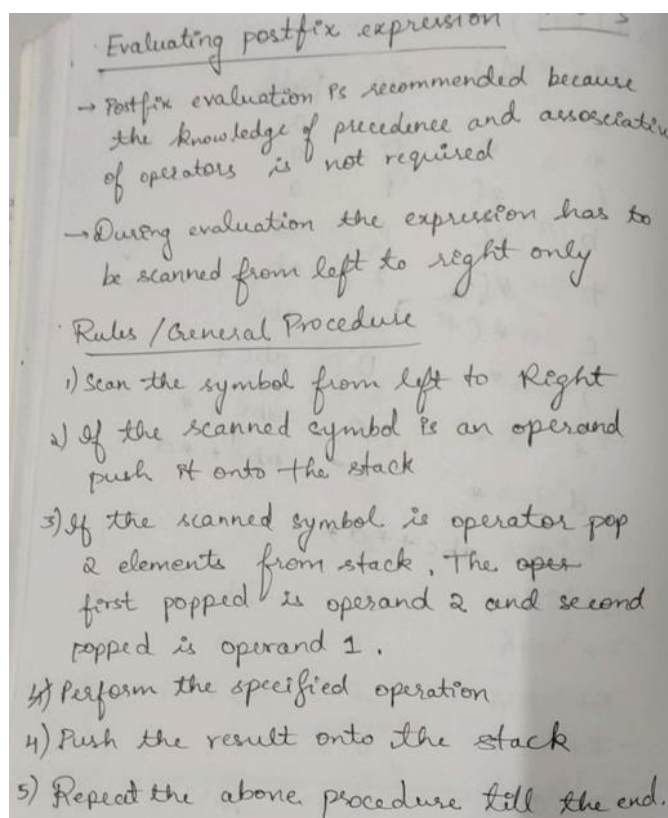 Evaluating postfix expression
→ Postfix evaluation is recommended because
the knowledge of precedence and assosciativ
of operators is not required
→ During evaluation the expression has to
be scanned from left to right only
Rules / General Procedure
1) Scan the symbol from left to Right
2) If the scanned symbol is an operand
push it onto the stack
3) If the scanned symbol is operator pop
2 elements from stack. The oper
first popped is operand 2 and second
popped is operand 1.
4) Perform the specified operation
4) Push the result onto the stack
5) Repeat the above procedure till the end.